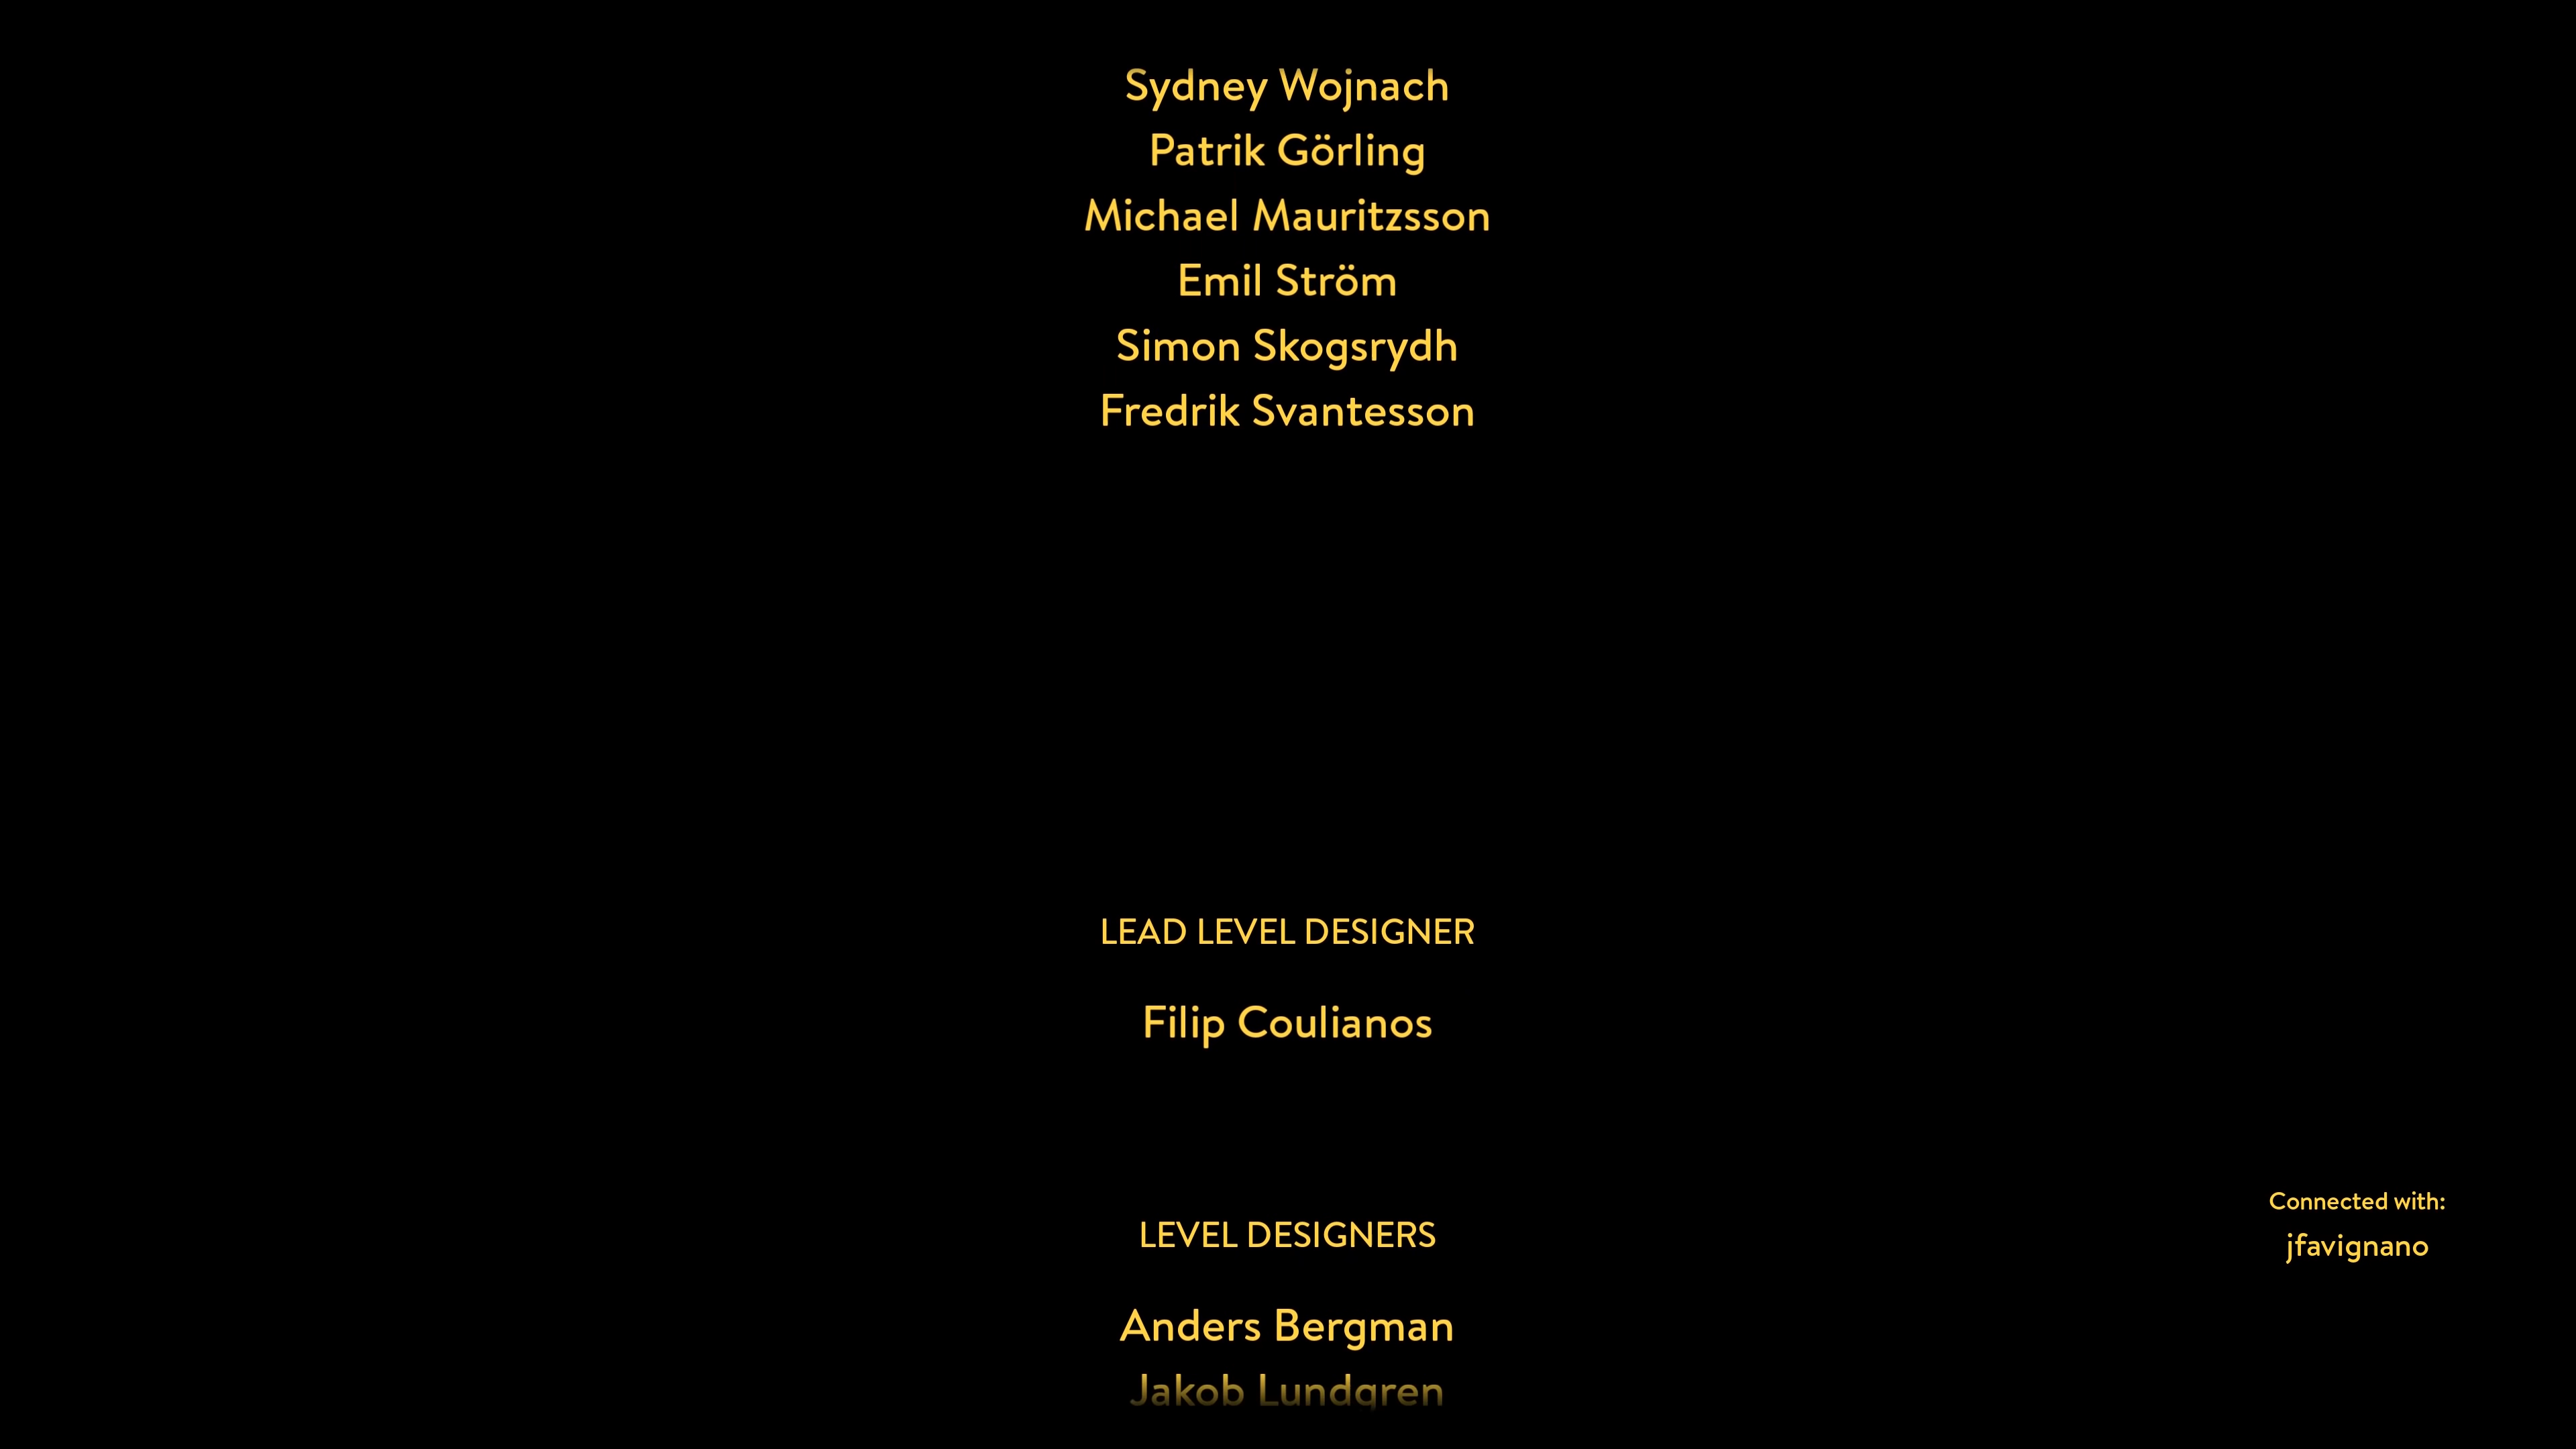 Sydney Wojnach
Patrik Görling
Michael Mauritzsson
Emil Ström
Simon Skogsrydh
Fredrik Svantesson
LEAD LEVEL DESIGNER
Filip Coulianos
LEVEL DESIGNERS
Anders Bergman
Jakob Lundgren
Connected with:
jfavignano